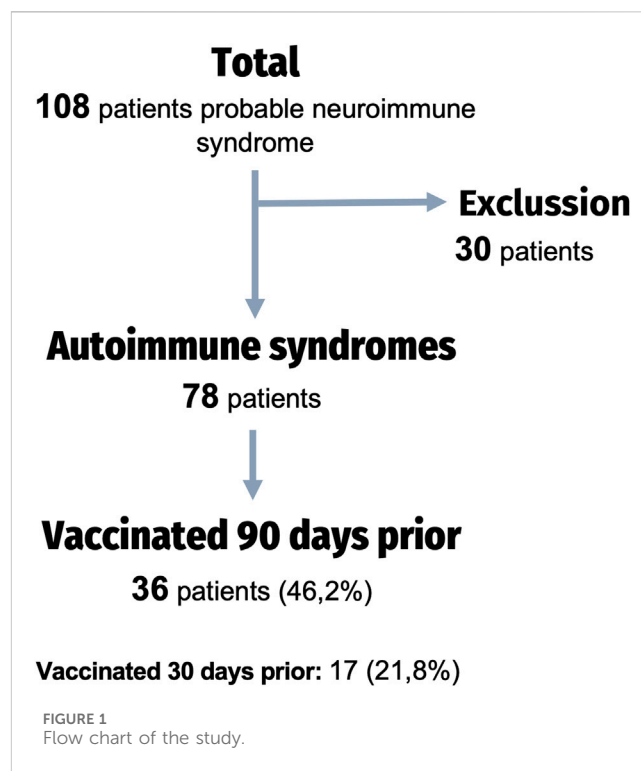 Total
108 patients probable neuroimmune
syndrome
Exclussion
30 patients
Autoimmune syndromes
78 patients
Vaccinated 90 days prior
36 patients (46,2%)
Vaccinated 30 days prior: 17 (21,8%)
FIGURE 1
Flow chart of the study.